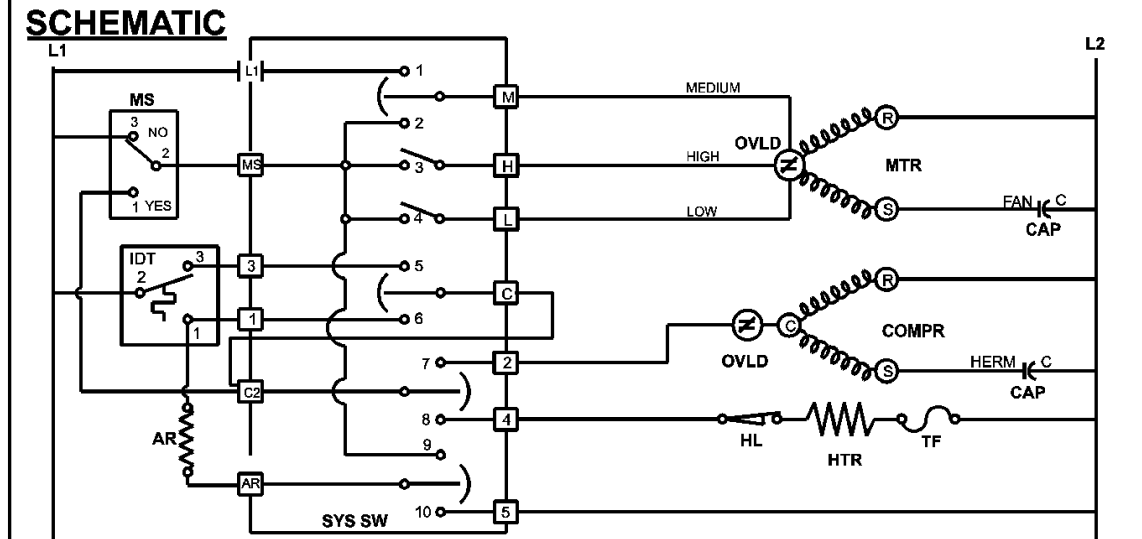 SCHEMATIC
L1
L2
L1
1
MS
M
MEDIUM
3
NO
2
2
R
OVLD
MS
3
H
HIGH
MTR
1 YES
4
L
LOW
S
FAN
C
CAP
IDT
3
3
5
2
C
R
1
1
6
C
COMPR
7
2
OVLD
HERM
C
S
CAP
C2
8
4
HL
HTR
TF
AR
9
AR
10
5
SYS SW